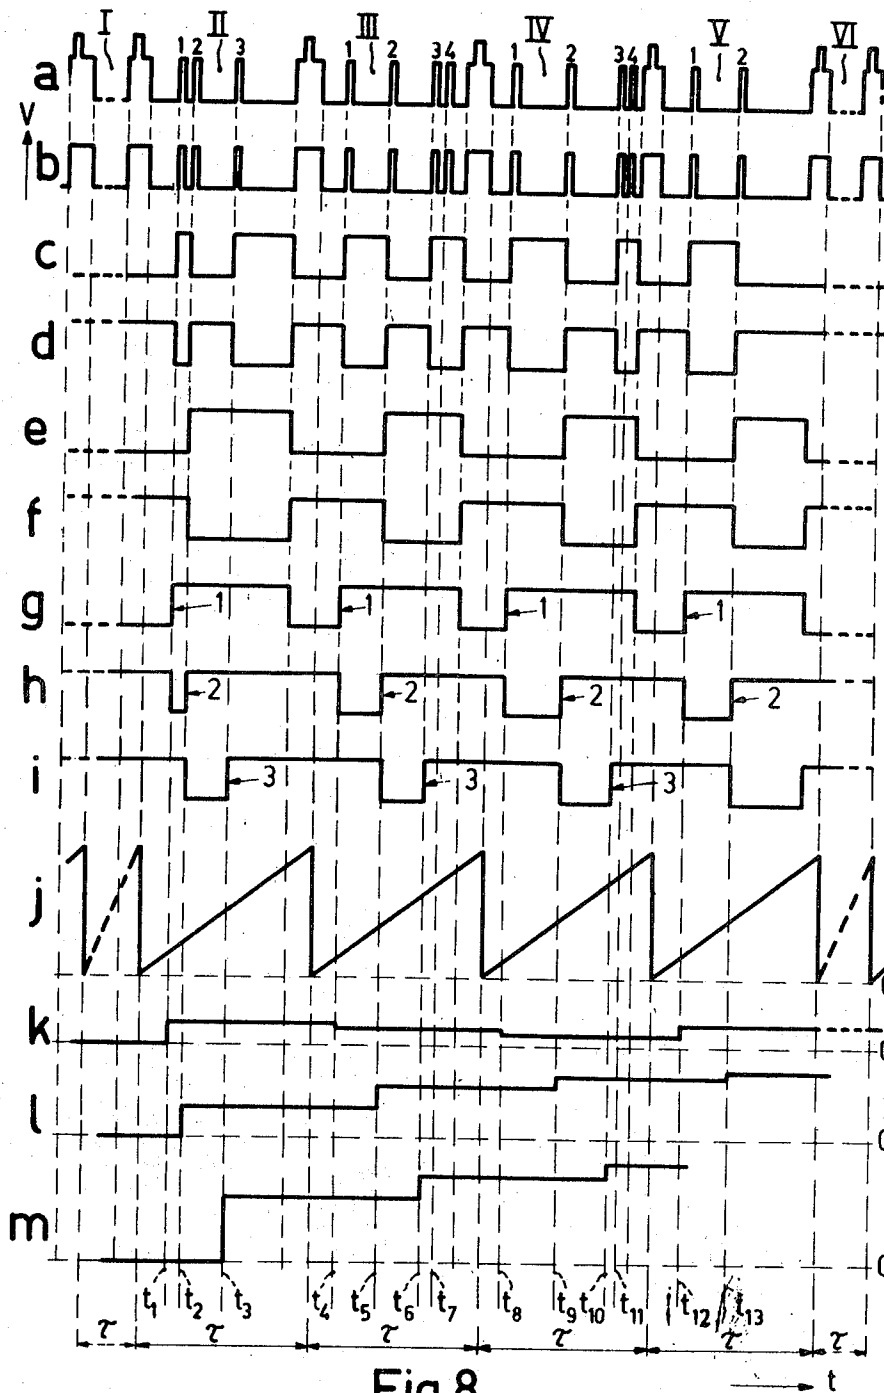 I II III IV V VI
1 2 3 1 2 3 4 1 2 3 4 1 2
a
V
b
c
d
e
f
g 1 1 1 1
h 2 2 2 2
i 3 3 3
j
k
l
m
t1 t2 t3 t4 t5 t6 t7 t8 t9 t10 t11 t12 t13
τ τ τ τ τ τ
Fig.8
t